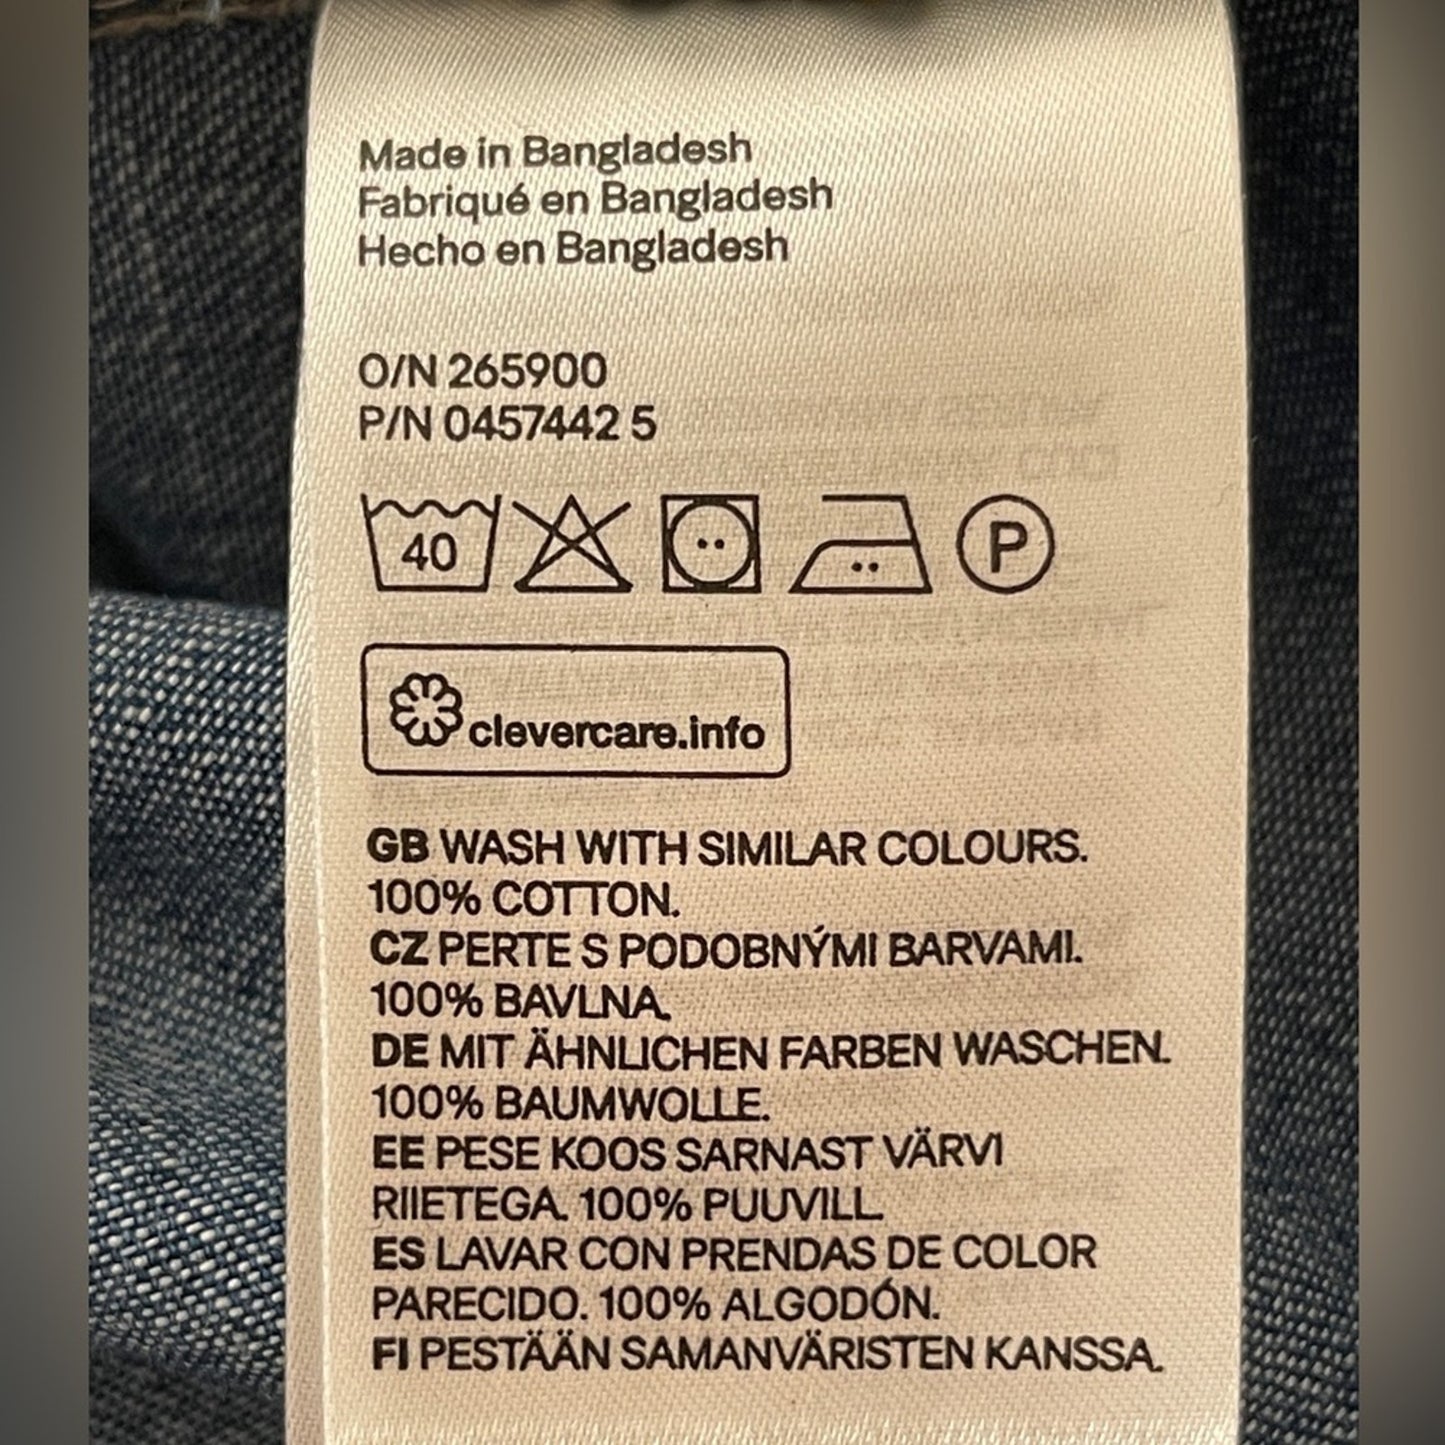 Made in Bangladesh
Fabriqué en Bangladesh
Hecho en Bangladesh
O/N 265900
P/N 0457442 5
40 P
clevercare.info
GB WASH WITH SIMILAR COLOURS.
100% COTTON.
CZ PERTE S PODOBNÝMI BARVAMI.
100% BAVLNA.
DE MIT ÄHNLICHEN FARBEN WASCHEN.
100% BAUMWOLLE.
EE PESE KOOS SARNAST VÄRVI
RIIETEGA. 100% PUUVILL.
ES LAVAR CON PRENDAS DE COLOR
PARECIDO. 100% ALGODÓN.
FI PESTÄÄN SAMANVÄRISTEN KANSSA.